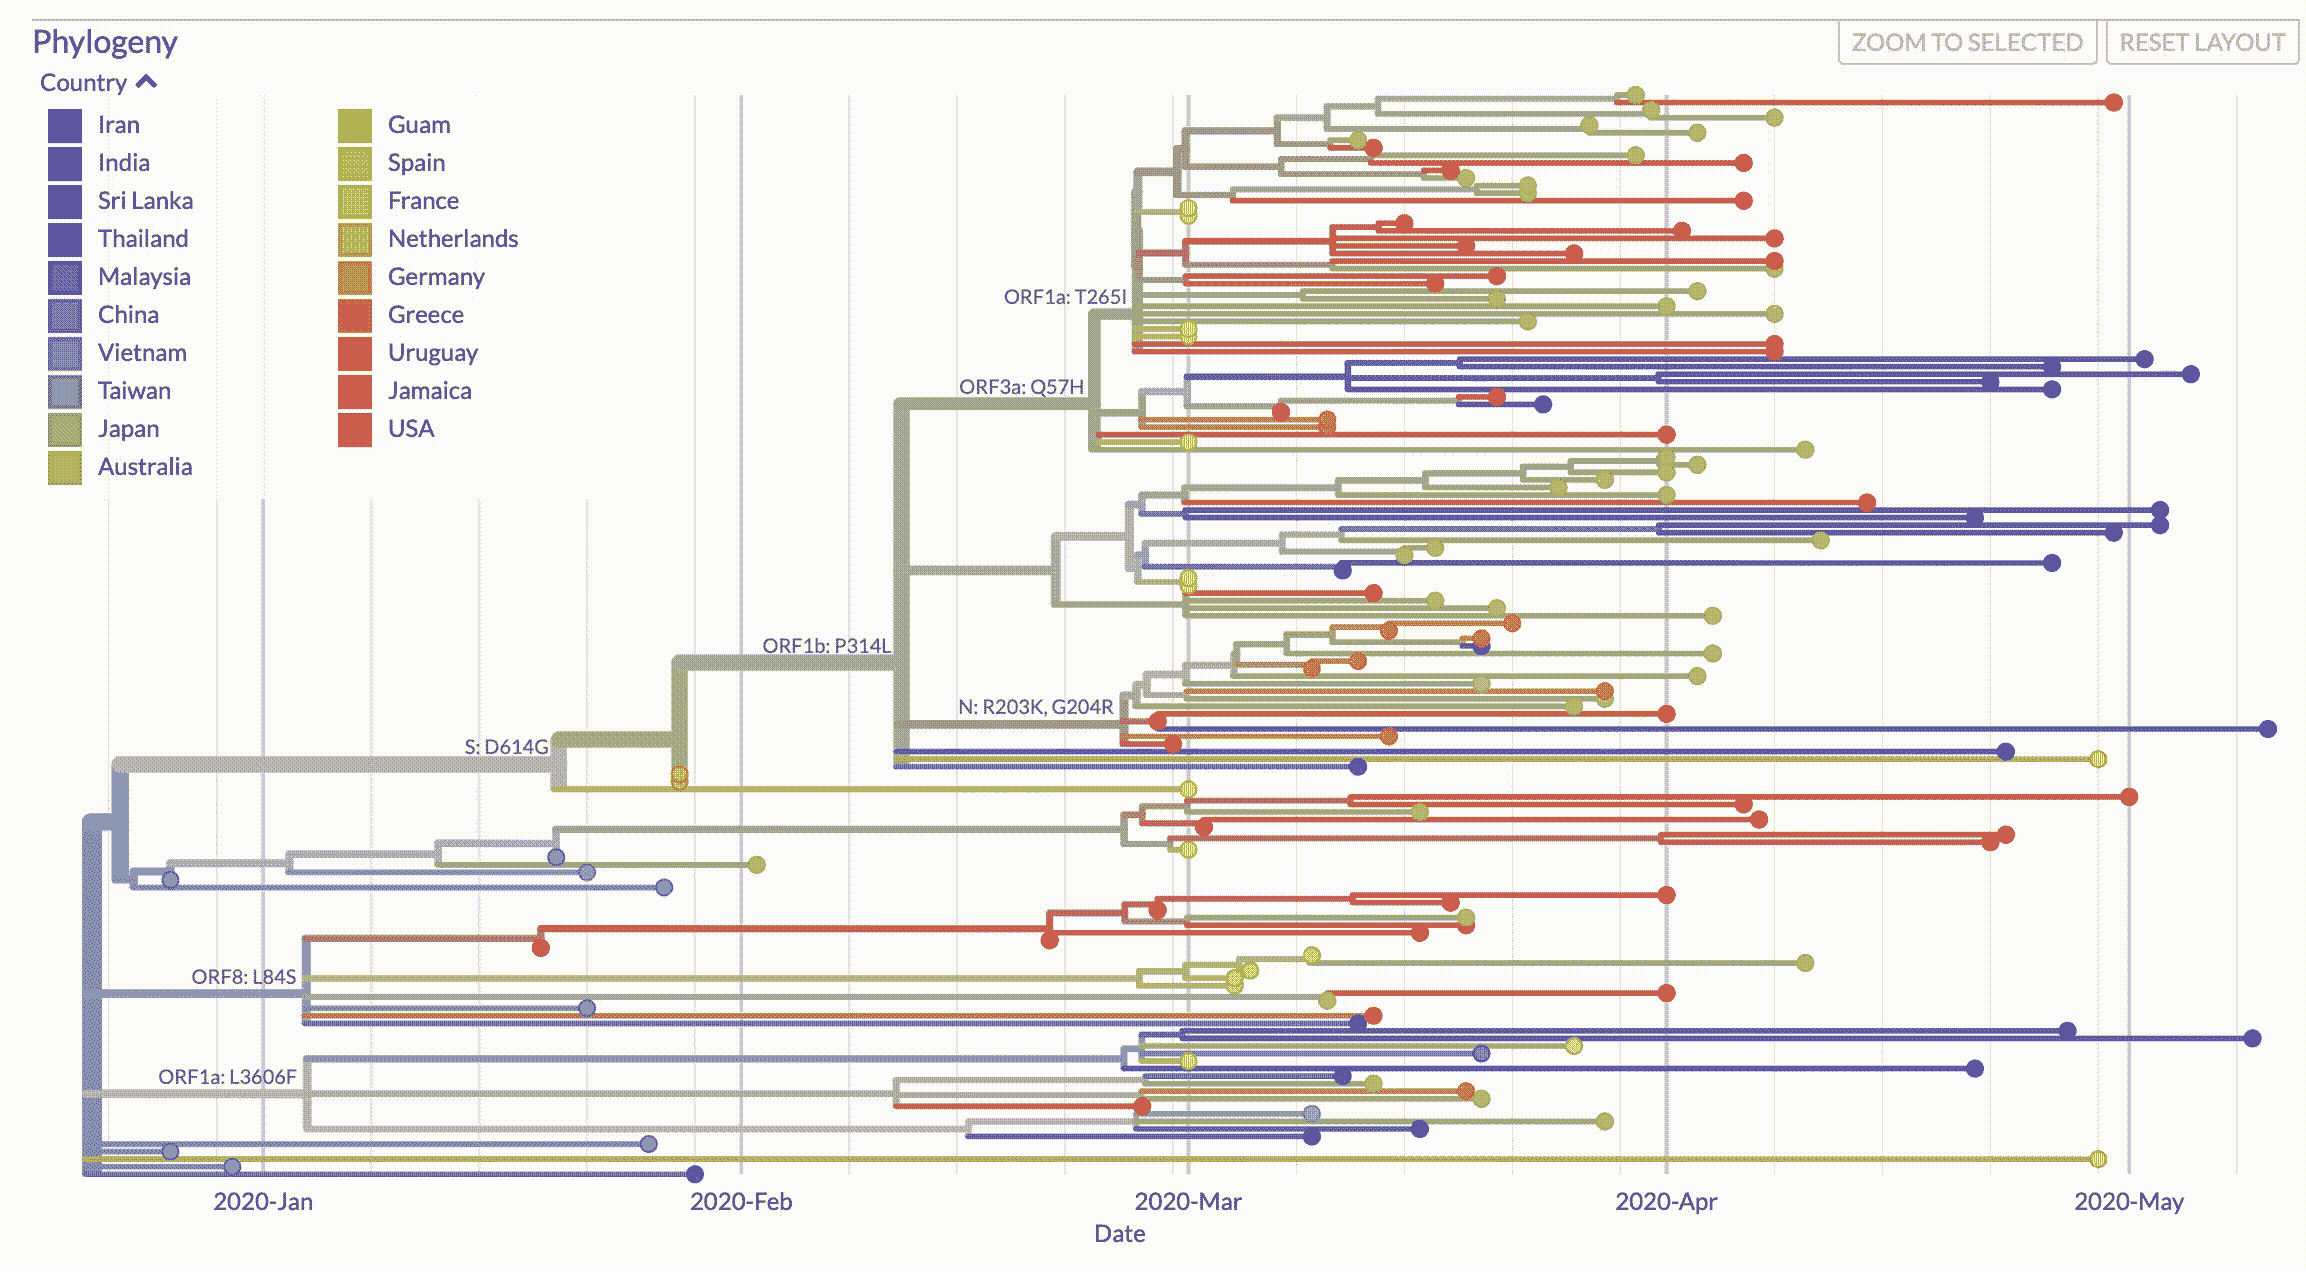 Phylogeny
ZOOM TO SELECTED
RESET LAYOUT
Country
Iran
India
Sri Lanka
Thailand
Malaysia
China
Vietnam
Taiwan
Japan
Australia
Guam
Spain
France
Netherlands
Germany
Greece
Uruguay
Jamaica
USA
ORF1a: T265I
ORF3a: Q57H
ORF1b: P314L
N: R203K, G204R
S: D614G
ORF8: L84S
ORF1a: L3606F
2020-Jan
2020-Feb
2020-Mar
2020-Apr
2020-May
Date